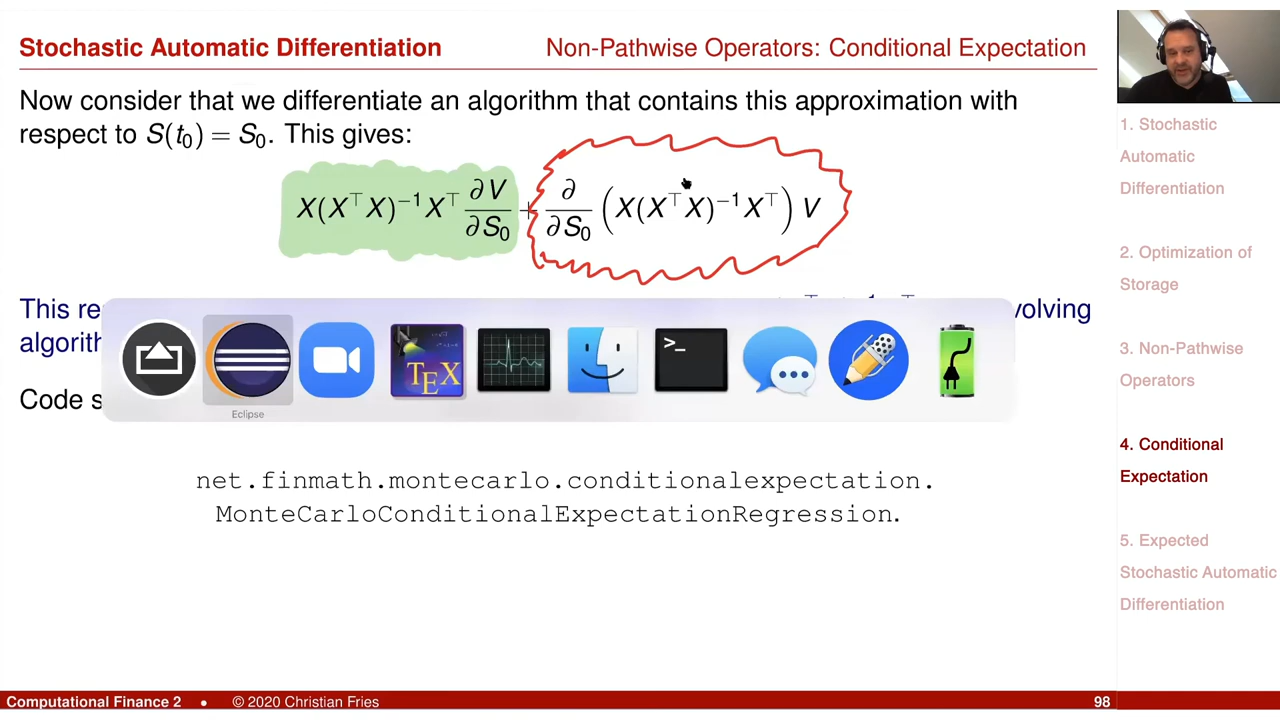 Stochastic Automatic Differentiation
Non-Pathwise Operators: Conditional Expectation
Now consider that we differentiate an algorithm that contains this approximation with
respect to S(t₀) = S₀. This gives:
X(X⊤X)⁻¹X⊤ ∂V/∂S₀ + ∂/∂S₀ (X(X⊤X)⁻¹X⊤) V
This
algorith
Code s
TEX
>_
Eclipse
net.finmath.montecarlo.conditionalexpectation.
MonteCarloConditionalExpectationRegression.
1. Stochastic
Automatic
Differentiation
2. Optimization of
Storage
3. Non-Pathwise
Operators
4. Conditional
Expectation
5. Expected
Stochastic Automatic
Differentiation
Computational Finance 2 • © 2020 Christian Fries 98